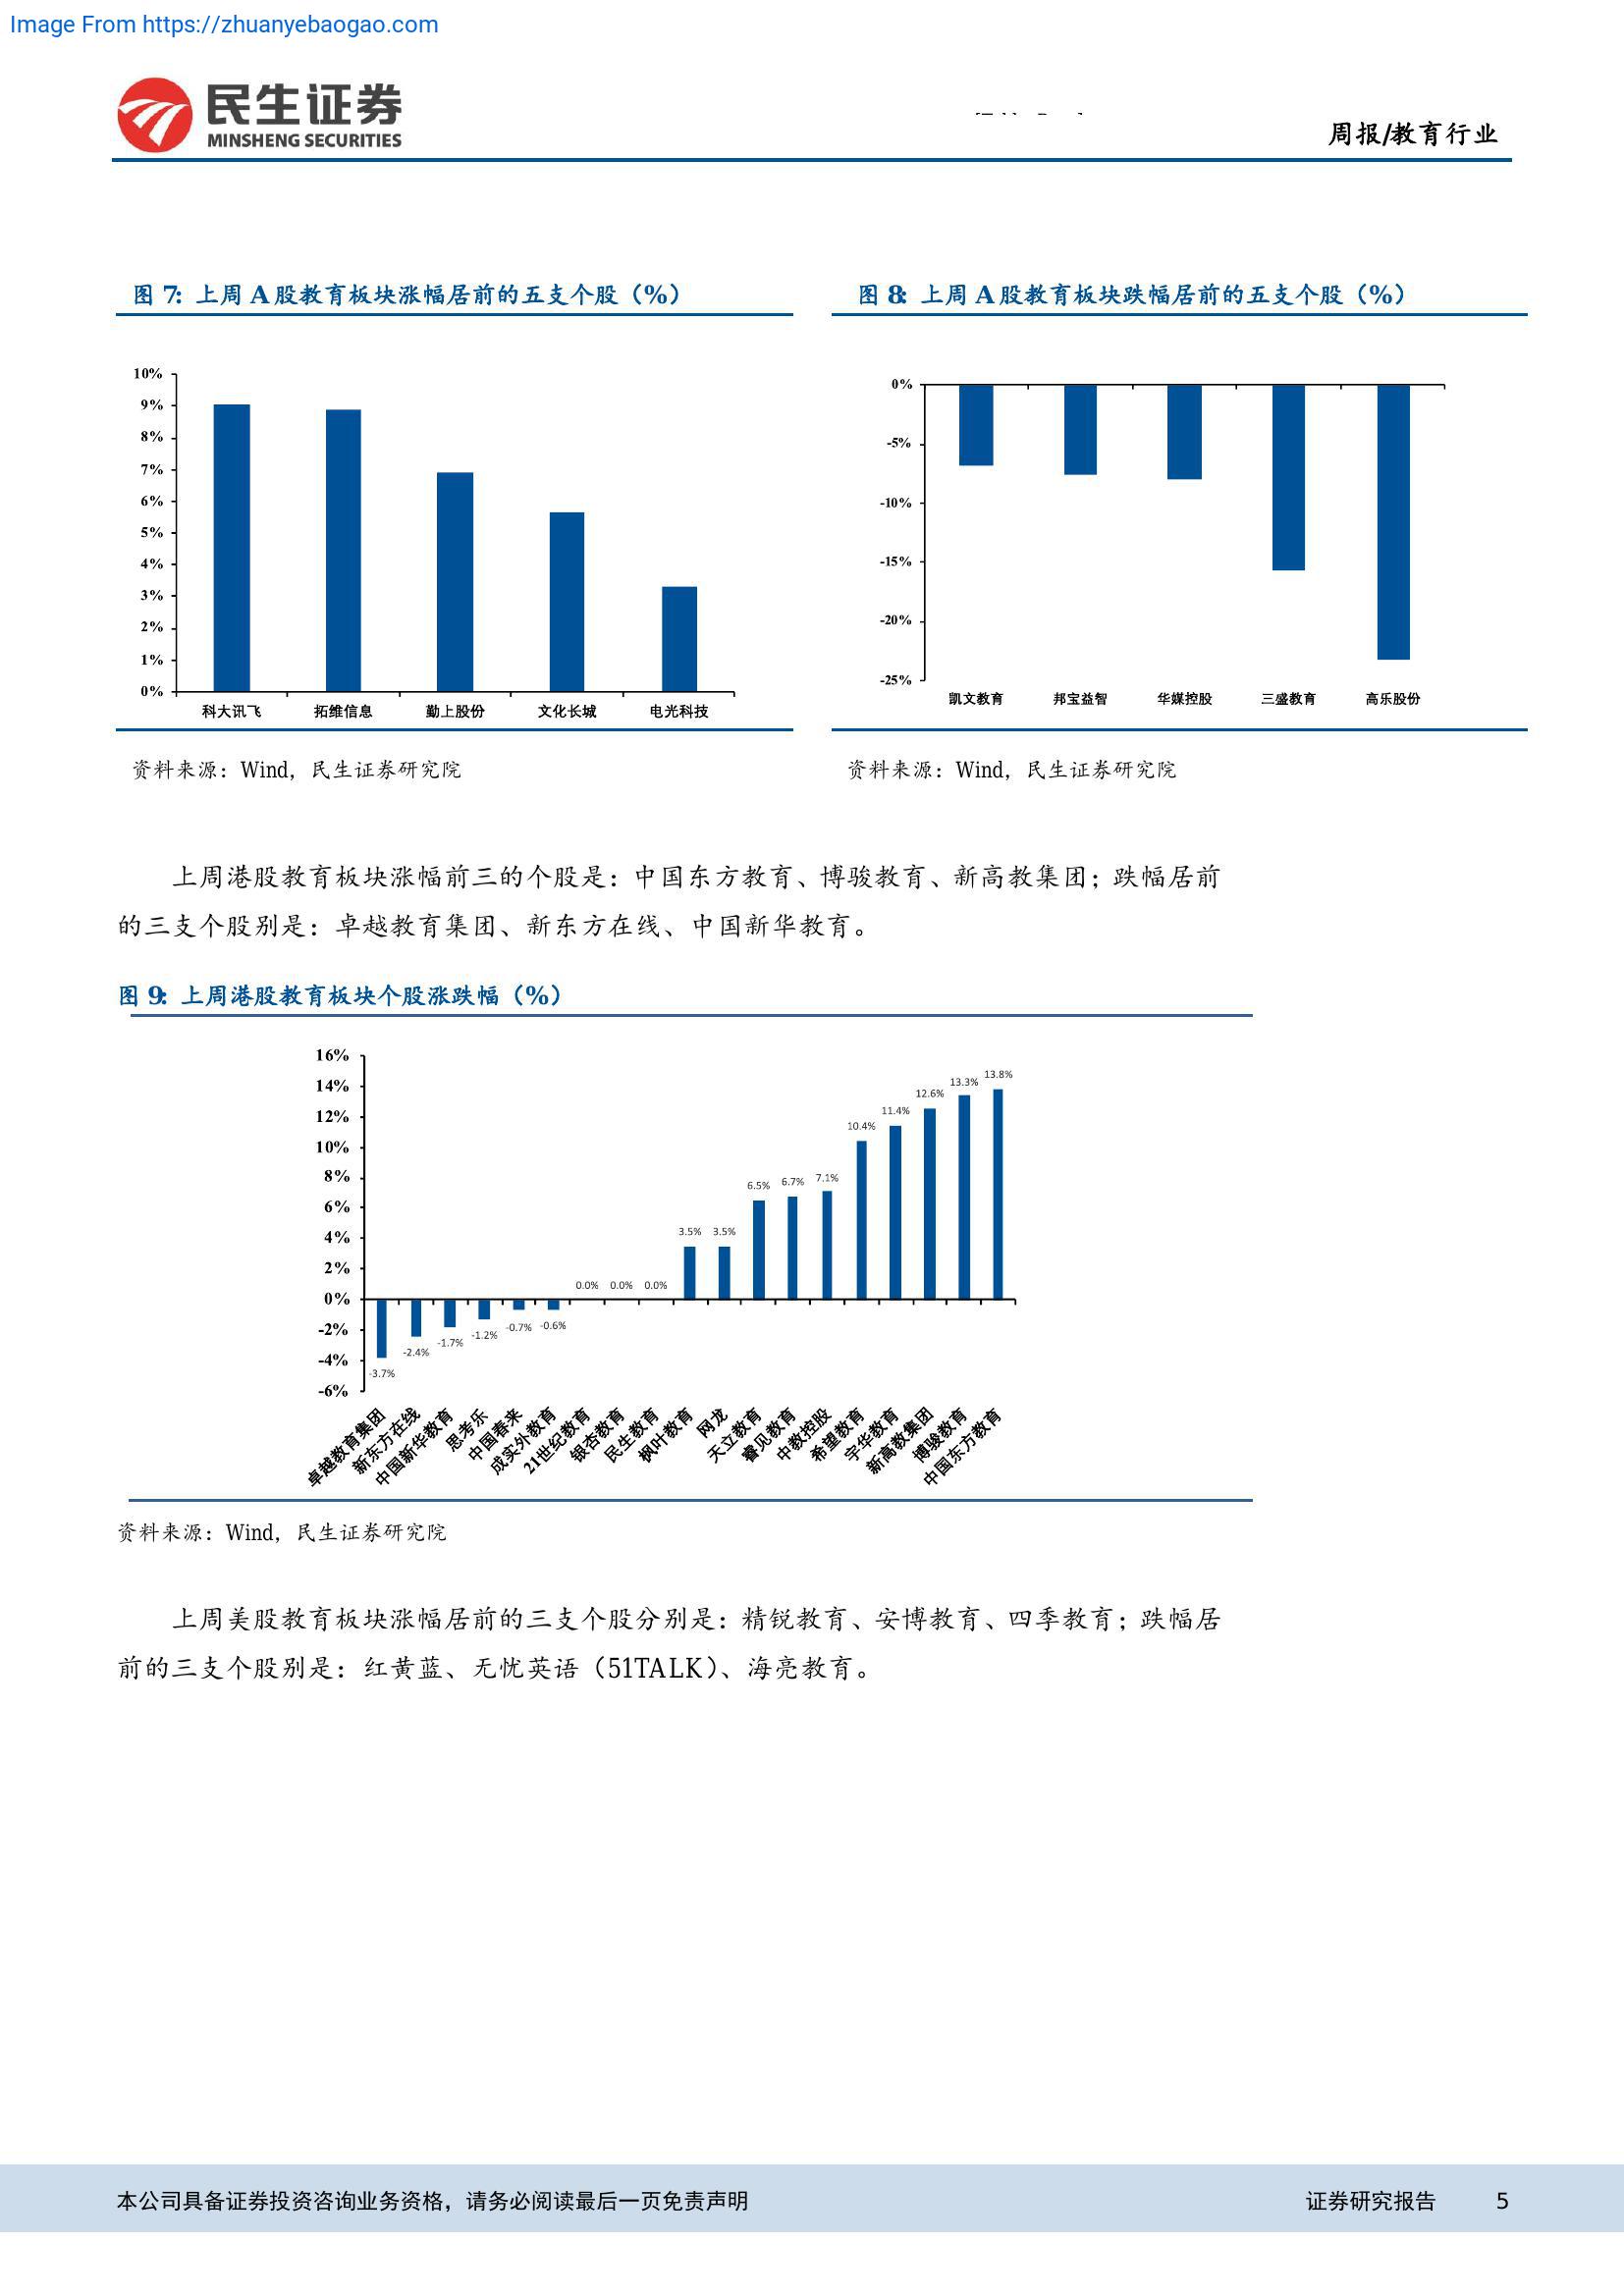 Image From https://zhuanyebaogao.com
民生证券
MINSHENG SECURITIES
周报/教育行业
图 7: 上周 A 股教育板块涨幅居前的五支个股（%）
10%
9%
8%
7%
6%
5%
4%
3%
2%
1%
0%
科大讯飞 拓维信息 勤上股份 文化长城 电光科技
资料来源：Wind，民生证券研究院
图 8: 上周 A 股教育板块跌幅居前的五支个股（%）
0%
-5%
-10%
-15%
-20%
-25%
凯文教育 邦宝益智 华媒控股 三盛教育 高乐股份
资料来源：Wind，民生证券研究院
上周港股教育板块涨幅前三的个股是：中国东方教育、博骏教育、新高教集团；跌幅居前
的三支个股别是：卓越教育集团、新东方在线、中国新华教育。
图 9: 上周港股教育板块个股涨跌幅（%）
16%
14%
12%
10%
8%
6%
4%
2%
0%
-2%
-4%
-6%
-3.7% -2.4% -1.7% -1.2% -0.7% -0.6% 0.0% 0.0% 0.0% 3.5% 3.5% 6.5% 6.7% 7.1% 10.4% 11.4% 12.6% 13.3% 13.8%
卓越教育集团 新东方在线 中国新华教育 思考乐 中国春来 成实外教育 21世纪教育 银杏教育 民生教育 枫叶教育 网龙 天立教育 睿见教育 中教控股 希望教育 宇华教育 新高教集团 博骏教育 中国东方教育
资料来源：Wind，民生证券研究院
上周美股教育板块涨幅居前的三支个股分别是：精锐教育、安博教育、四季教育；跌幅居
前的三支个股别是：红黄蓝、无忧英语（51TALK）、海亮教育。
本公司具备证券投资咨询业务资格，请务必阅读最后一页免责声明
证券研究报告 5